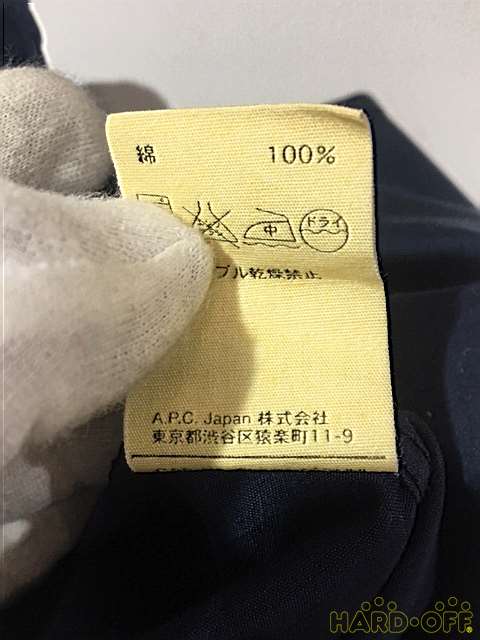 綿 100%
中 ドライ
ブル乾燥禁止
A.P.C. Japan 株式会社
東京都渋谷区猿楽町11-9
HARD·OFF